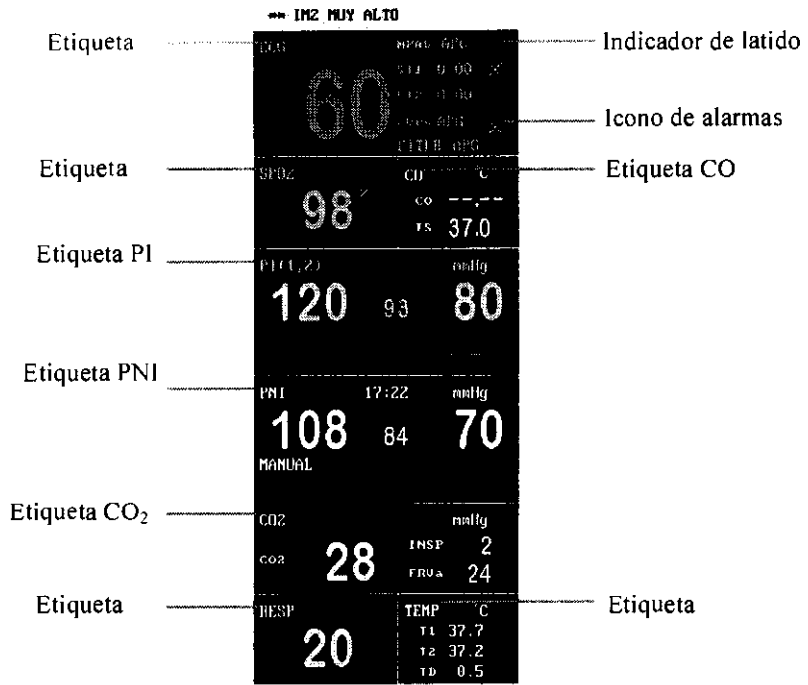 ** IM2 MUY ALTO
Etiqueta
Indicador de latido
60
Icono de alarmas
Etiqueta
SPO2
98 %
CO °C
Etiqueta CO
CO --.--
TS 37.0
Etiqueta PI
PI(1,2) mmHg
120 93 80
Etiqueta PNI
PNI 17:22 mmHg
108 84 70
MANUAL
Etiqueta CO₂
CO2 mmHg
CO2 28
INSP 2
FRVa 24
Etiqueta
RESP
20
TEMP °C
Etiqueta
T1 37.7
T2 37.2
TD 0.5